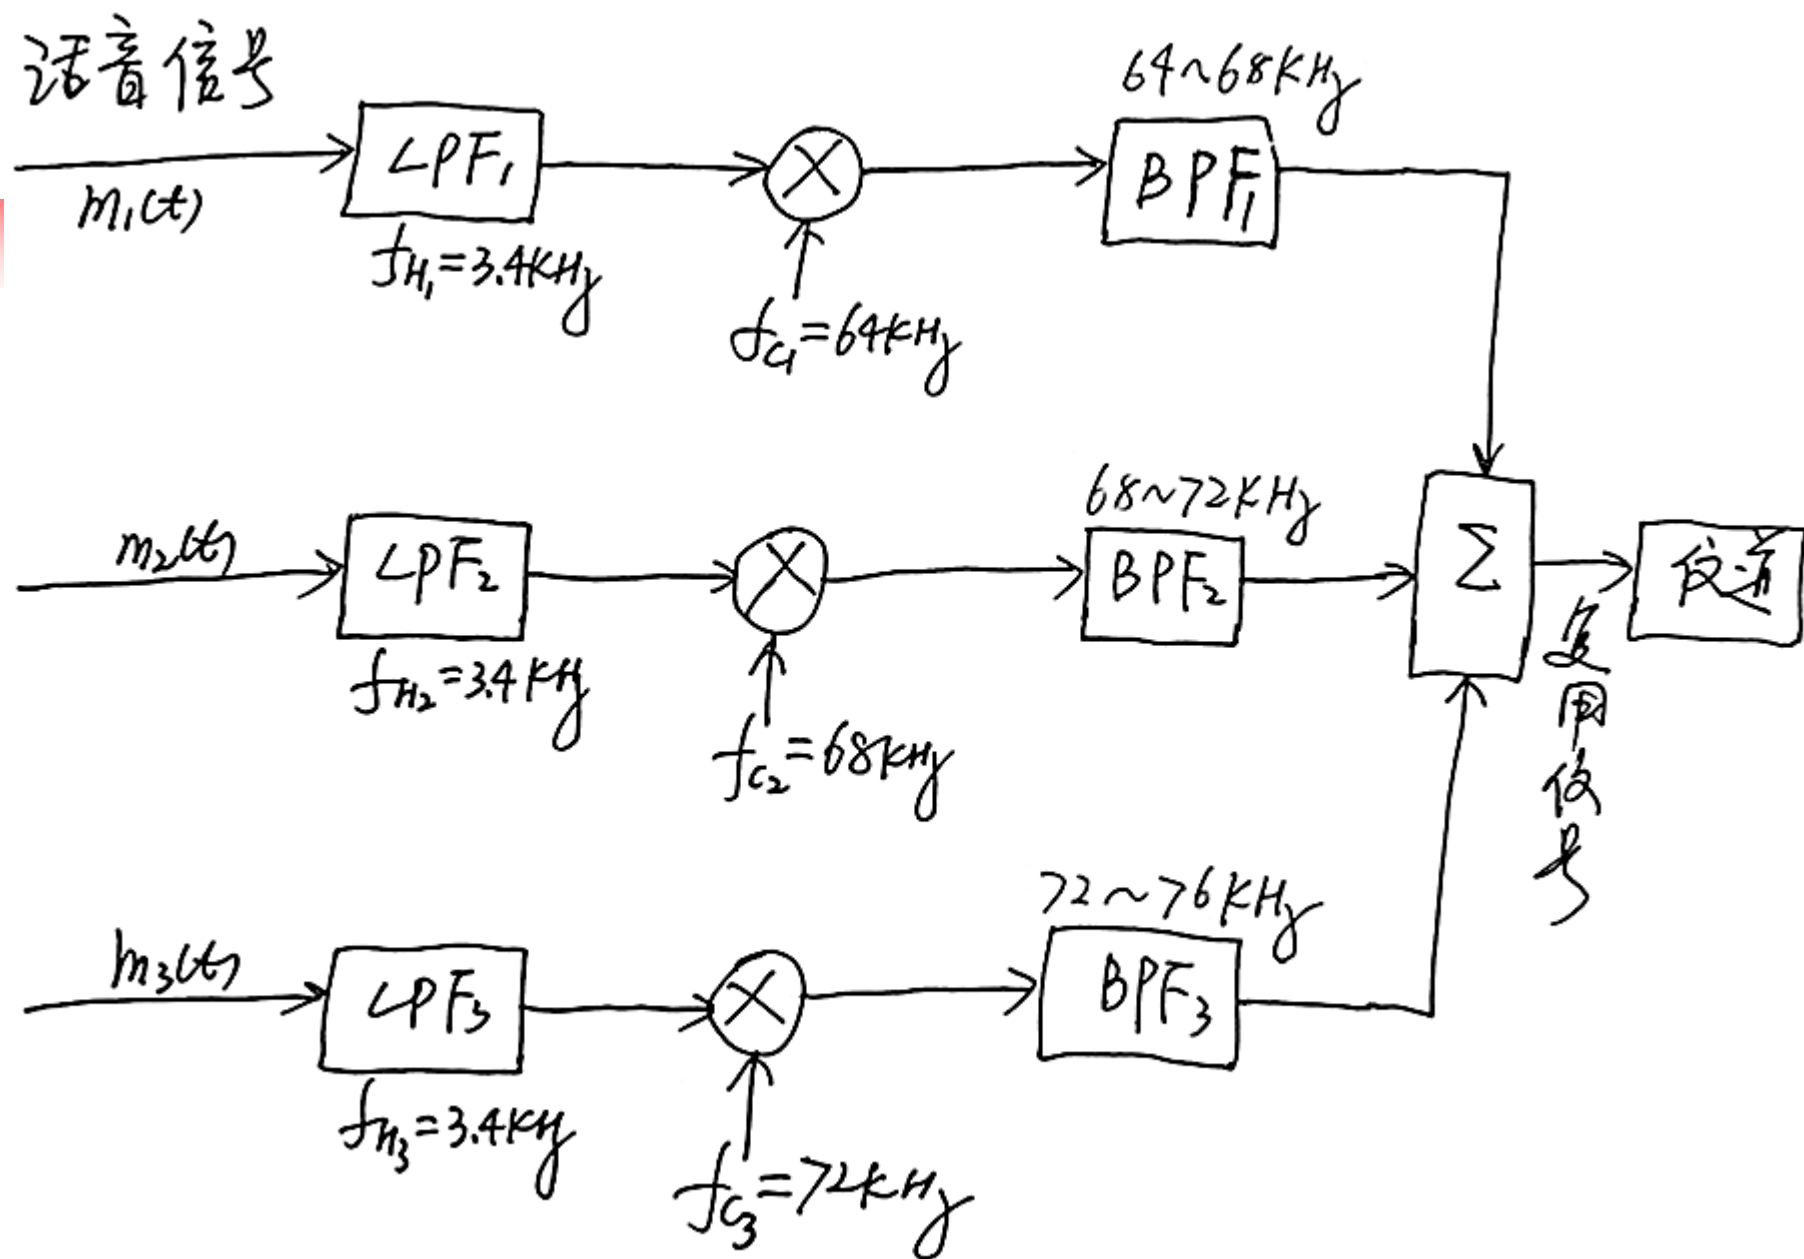 话音信号
64~68KHz
LPF₁
×
BPF₁
m₁(t)
f_H₁=3.4KHz
f_C₁=64KHz
68~72KHz
m₂(t)
LPF₂
×
BPF₂
Σ
信道
f_H₂=3.4KHz
f_C₂=68KHz
复用信号
72~76KHz
m₃(t)
LPF₃
×
BPF₃
f_H₃=3.4KHz
f_C₃=72KHz